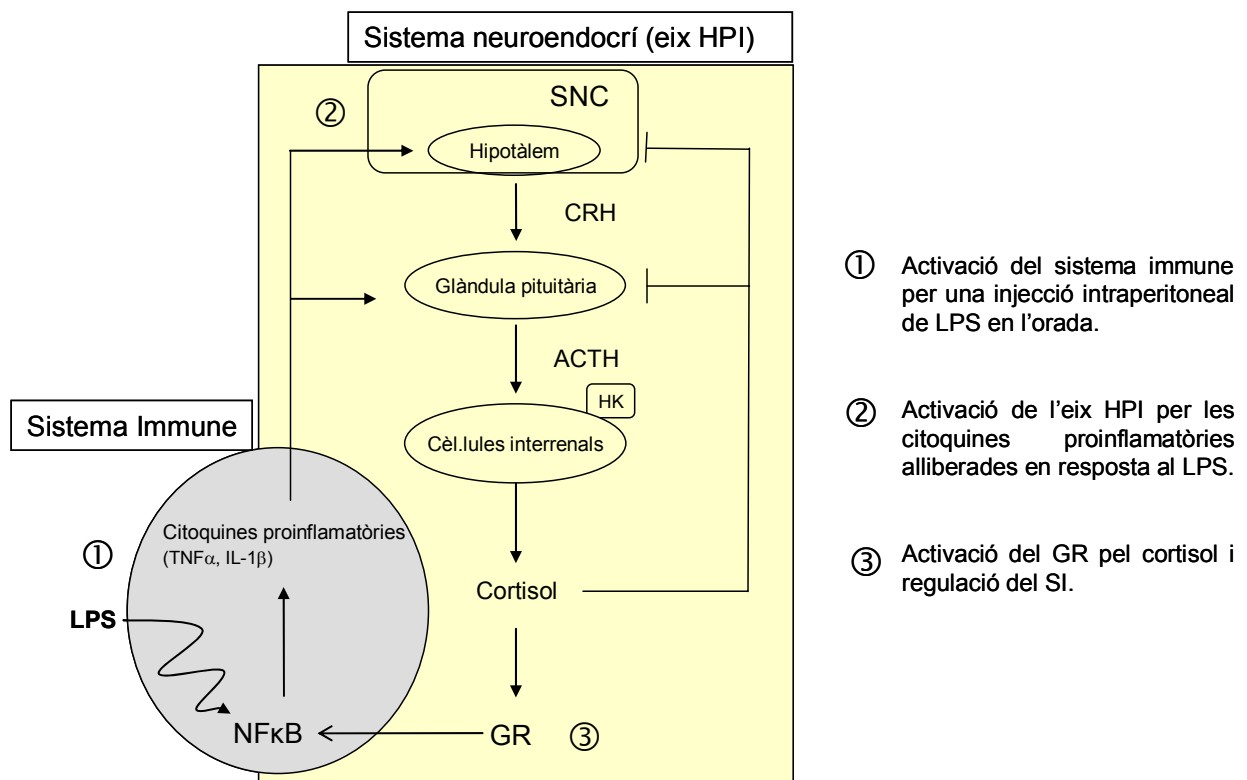 Sistema neuroendocrí (eix HPI)
SNC
②
Hipotàlem
CRH
Glàndula pituitària
ACTH
HK
Cèl.lules interrenals
Sistema Immune
Citoquines proinflamatòries
(TNFα, IL-1β)
①
LPS
Cortisol
NFκB
GR
③
① Activació del sistema immune
per una injecció intraperitoneal
de LPS en l'orada.
② Activació de l'eix HPI per les
citoquines proinflamatòries
alliberades en resposta al LPS.
③ Activació del GR pel cortisol i
regulació del SI.